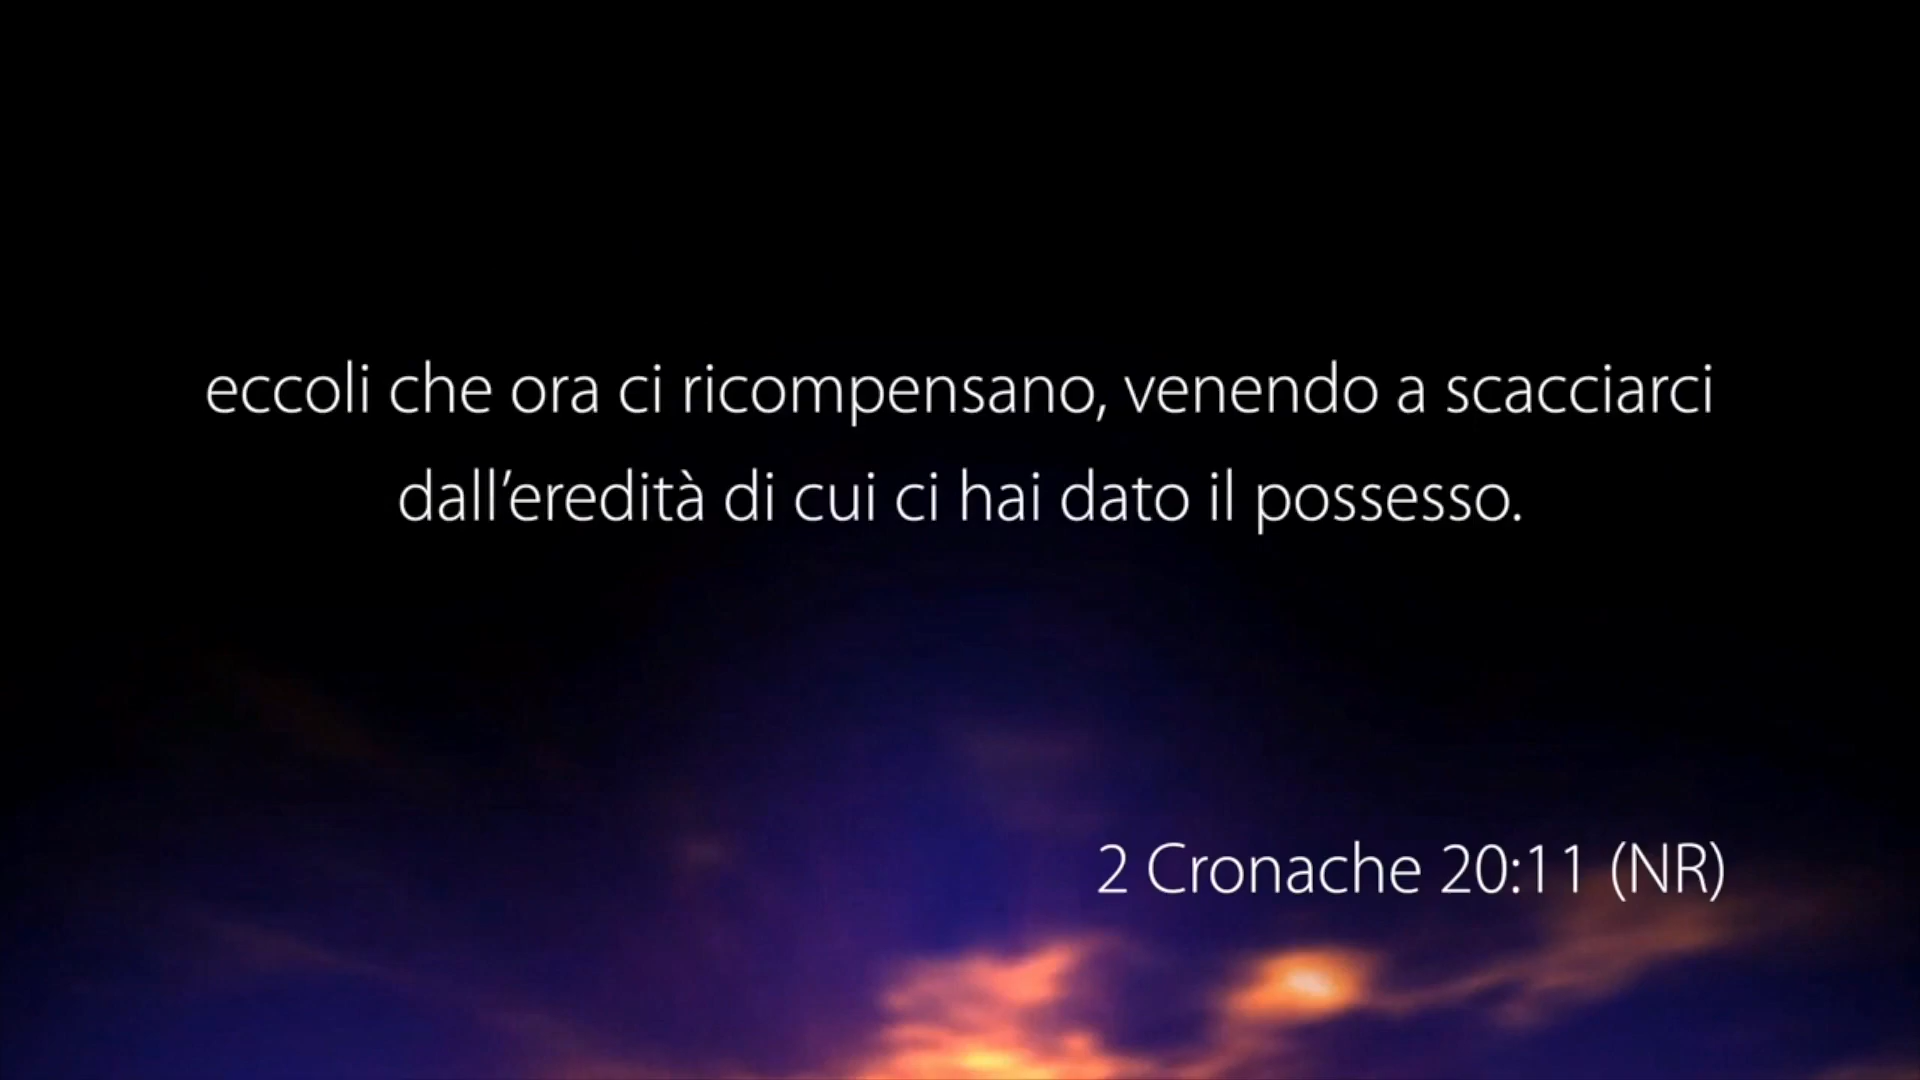 eccoli che ora ci ricompensano, venendo a scacciarci
dall’eredità di cui ci hai dato il possesso.
2 Cronache 20:11 (NR)